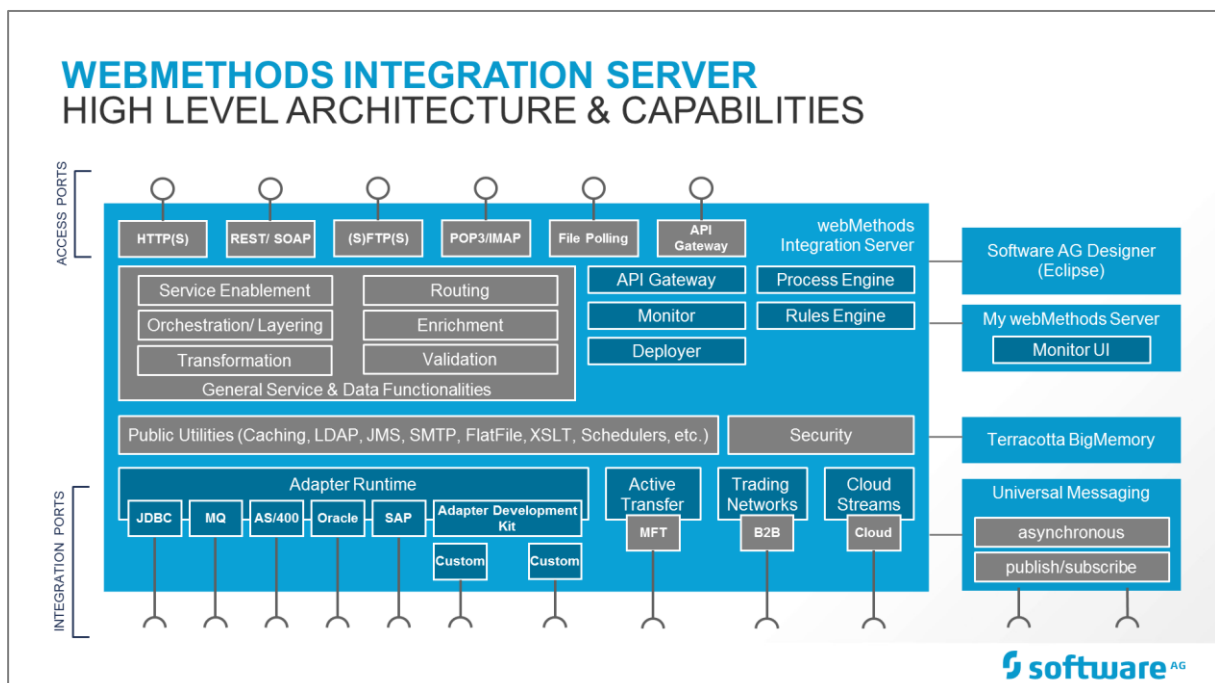 WEBMETHODS INTEGRATION SERVER
HIGH LEVEL ARCHITECTURE & CAPABILITIES
ACCESS PORTS
HTTP(S)
REST/ SOAP
(S)FTP(S)
POP3/IMAP
File Polling
API
Gateway
webMethods
Integration Server
Service Enablement
Routing
Orchestration/ Layering
Enrichment
Transformation
Validation
General Service & Data Functionalities
API Gateway
Process Engine
Monitor
Rules Engine
Deployer
Software AG Designer
(Eclipse)
My webMethods Server
Monitor UI
Public Utilities (Caching, LDAP, JMS, SMTP, FlatFile, XSLT, Schedulers, etc.)
Security
Terracotta BigMemory
INTEGRATION PORTS
Adapter Runtime
JDBC
MQ
AS/400
Oracle
SAP
Adapter Development
Kit
Custom
Custom
Active
Transfer
MFT
Trading
Networks
B2B
Cloud
Streams
Cloud
Universal Messaging
asynchronous
publish/subscribe
software AG